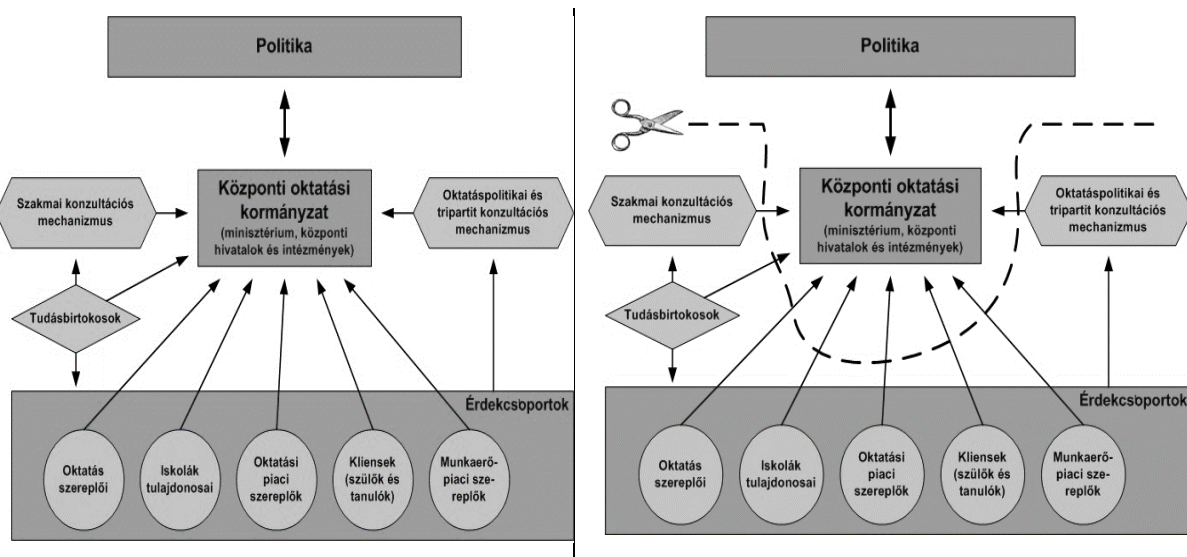 Politika
Központi oktatási
kormányzat
(minisztérium, központi
hivatalok és intézmények)
Szakmai konzultációs
mechanizmus
Oktatáspolitikai és
tripartit konzultációs
mechanizmus
Tudásbirtokosok
Érdekcsoportok
Oktatás
szereplői
Iskolák
tulajdonosai
Oktatási
piaci
szereplők
Kliensek
(szülők és
tanulók)
Munkaerő-
piaci sze-
replők
Politika
Központi oktatási
kormányzat
(minisztérium, központi
hivatalok és intézmények)
Szakmai konzultációs
mechanizmus
Oktatáspolitikai és
tripartit konzultációs
mechanizmus
Tudásbirtokosok
Érdekcsoportok
Oktatás
szereplői
Iskolák
tulajdonosai
Oktatási
piaci
szereplők
Kliensek
(szülők és
tanulók)
Munkaerő-
piaci sze-
replők